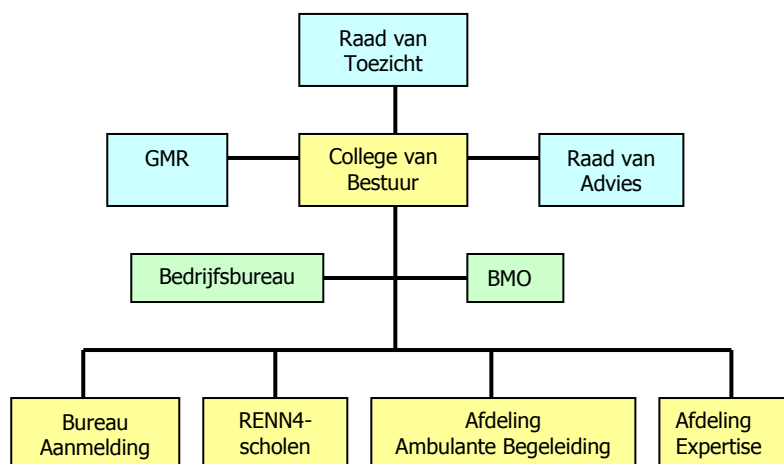 Raad van
Toezicht
GMR
College van
Bestuur
Raad van
Advies
Bedrijfsbureau
BMO
Bureau
Aanmelding
RENN4-
scholen
Afdeling
Ambulante Begeleiding
Afdeling
Expertise